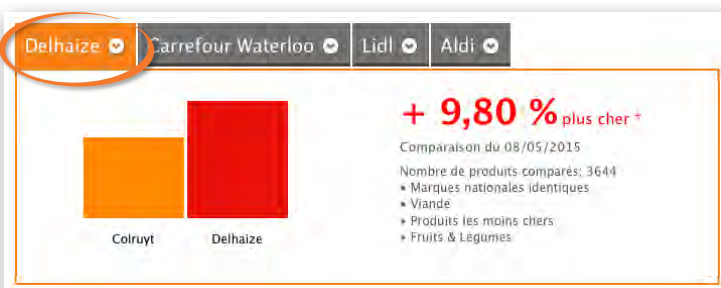 Delhaize
Carrefour Waterloo
Lidl
Aldi
+ 9,80 % plus cher *
Comparaison du 08/05/2015
Nombre de produits comparés: 3644
• Marques nationales identiques
• Viande
• Produits les moins chers
• Fruits & Légumes
Colruyt
Delhaize